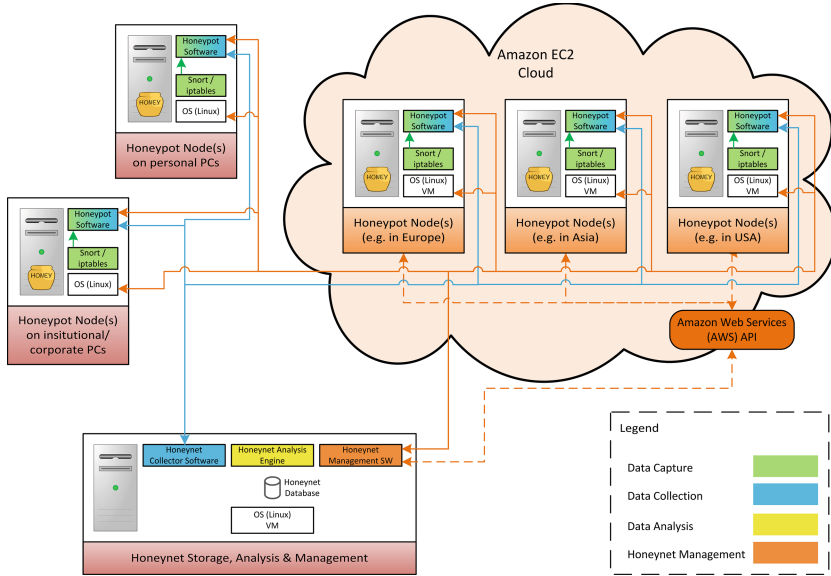 Honeypot
Software
Snort /
iptables
OS (Linux)
HONEY
Honeypot Node(s)
on personal PCs
Honeypot
Software
Snort /
iptables
OS (Linux)
HONEY
Honeypot Node(s)
on insitutional/
corporate PCs
Amazon EC2
Cloud
Honeypot
Software
Snort /
iptables
OS (Linux)
VM
HONEY
Honeypot Node(s)
(e.g. in Europe)
Honeypot
Software
Snort /
iptables
OS (Linux)
VM
HONEY
Honeypot Node(s)
(e.g. in Asia)
Honeypot
Software
Snort /
iptables
OS (Linux)
VM
HONEY
Honeypot Node(s)
(e.g. in USA)
Amazon Web Services
(AWS) API
Honeynet
Collector Software
Honeynet Analysis
Engine
Honeynet
Management SW
Honeynet
Database
OS (Linux)
VM
Honeynet Storage, Analysis & Management
Legend
Data Capture
Data Collection
Data Analysis
Honeynet Management